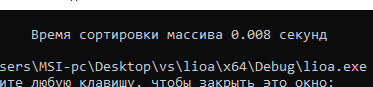 Время сортировки массива 0.008 секунд
sers\MSI-pc\Desktop\vs\lioa\x64\Debug\lioa.exe
ите любую клавишу, чтобы закрыть это окно: